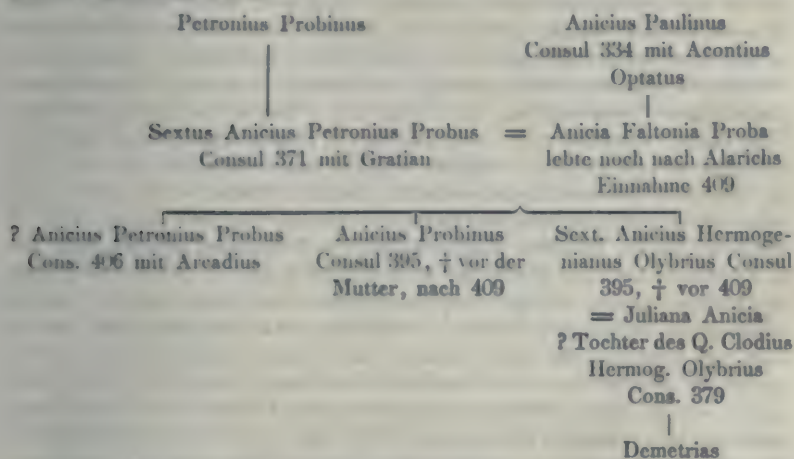 Petronius Probinus
Anicius Paulinus
Consul 334 mit Acontius
Optatus
Sextus Anicius Petronius Probus = Anicia Faltonia Proba
Consul 371 mit Gratian
lebte noch nach Alarichs
Einnahme 409
? Anicius Petronius Probus
Cons. 406 mit Arcadius
Anicius Probinus
Consul 395, † vor der
Mutter, nach 409
Sext. Anicius Hermoge-
nianus Olybrius Consul
395, † vor 409
= Juliana Anicia
? Tochter des Q. Clodius
Hermog. Olybrius
Cons. 379
Demetrias